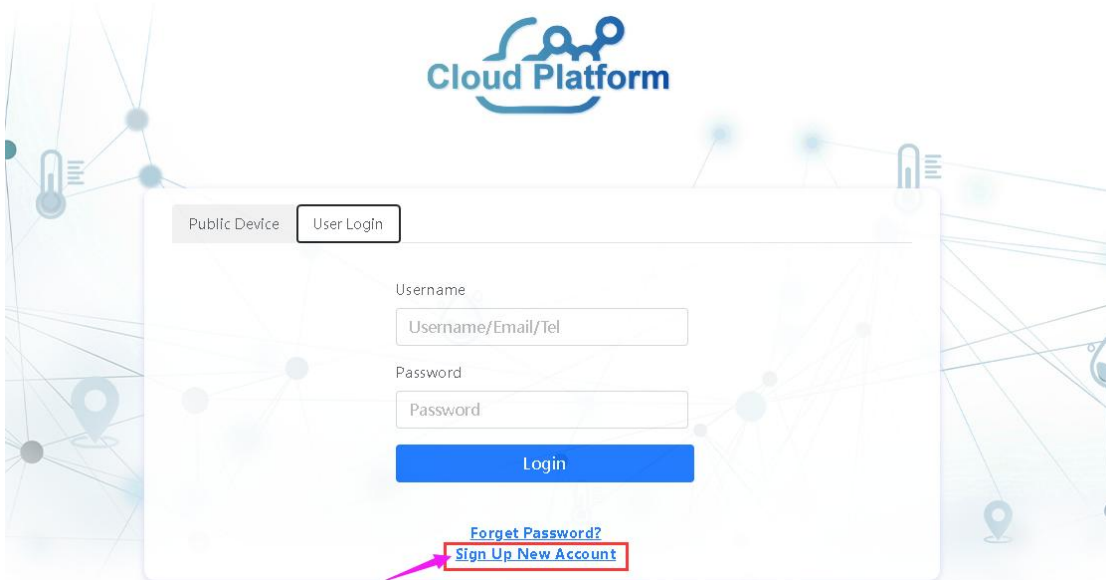 Cloud Platform
Public Device User Login
Username
Username/Email/Tel
Password
Password
Login
Forget Password?
Sign Up New Account